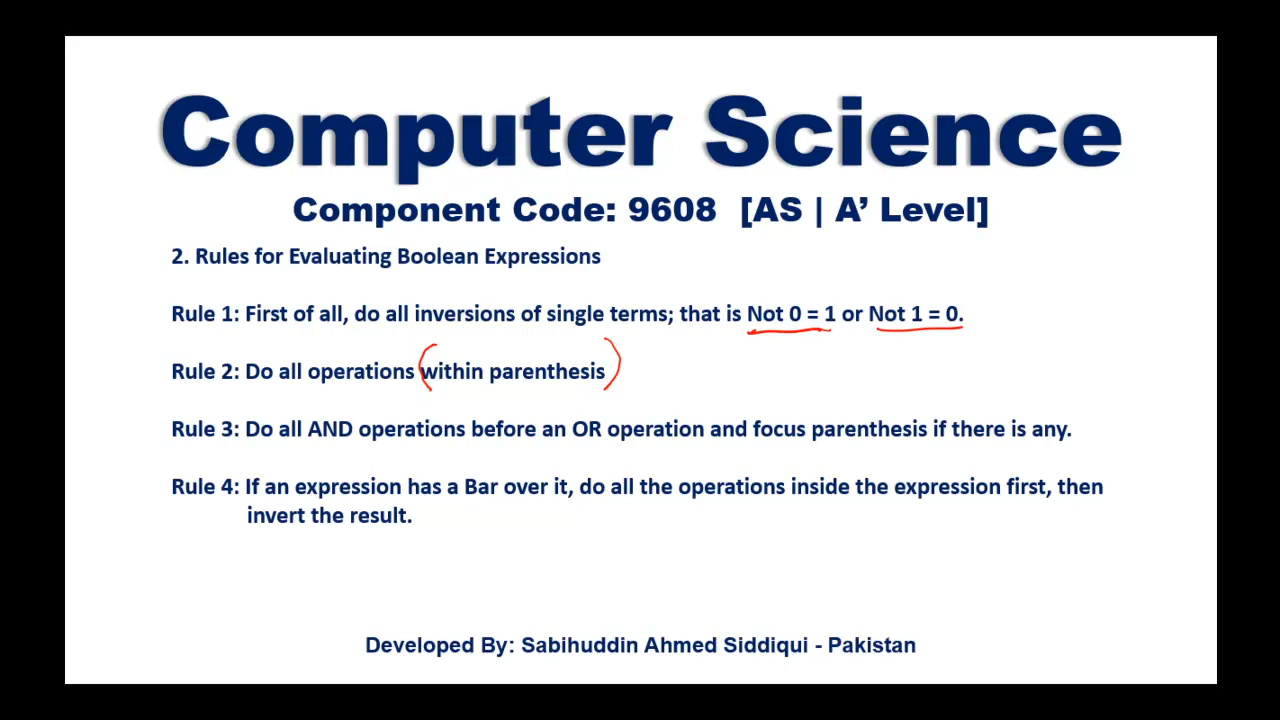 Computer Science
Component Code: 9608 [AS | A’ Level]
2. Rules for Evaluating Boolean Expressions
Rule 1: First of all, do all inversions of single terms; that is Not 0 = 1 or Not 1 = 0.
Rule 2: Do all operations within parenthesis
Rule 3: Do all AND operations before an OR operation and focus parenthesis if there is any.
Rule 4: If an expression has a Bar over it, do all the operations inside the expression first, then
invert the result.
Developed By: Sabihuddin Ahmed Siddiqui - Pakistan